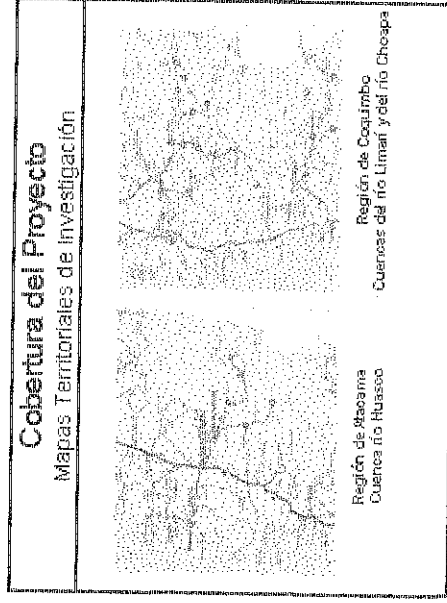 Cobertura del Proyecto
Mapas Territoriales de Investigación
Región de Atacama
Cuenca río Huasco
Región de Coquimbo
Cuencas del río Limarí y del río Choapa